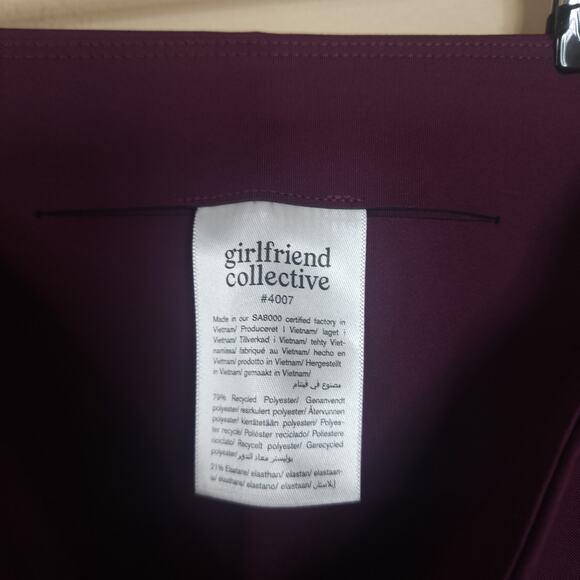 girlfriend
collective
#4007
Made in our SA8000 certified factory in
Vietnam/ Produceret i Vietnam/ laget i
Vietnam/ Tillverkad i Vietnam/ tehty Viet-
namissa/ fabriqué au Vietnam/ hecho en
Vietnam/ prodotto in Vietnam/ Hergestellt
in Vietnam/ gemaakt in Vietnam/
مصنوع في فيتنام
79% Recycled Polyester/ Genanvendt
polyester/ resirkulert polyester/ Återvunnen
polyester/ kierrätetään polyesteri/ Polyes-
ter recyclé/ Poliéster reciclado/ Poliestere
riciclato/ Recycelt polyester/ Gerecycled
polyester/ بوليستر معاد التدوير
21% Elastane/ elasthan/ elastan/ elastaan-
ia/ elasthane/ elastano/ elastaan/ إيلاستان/